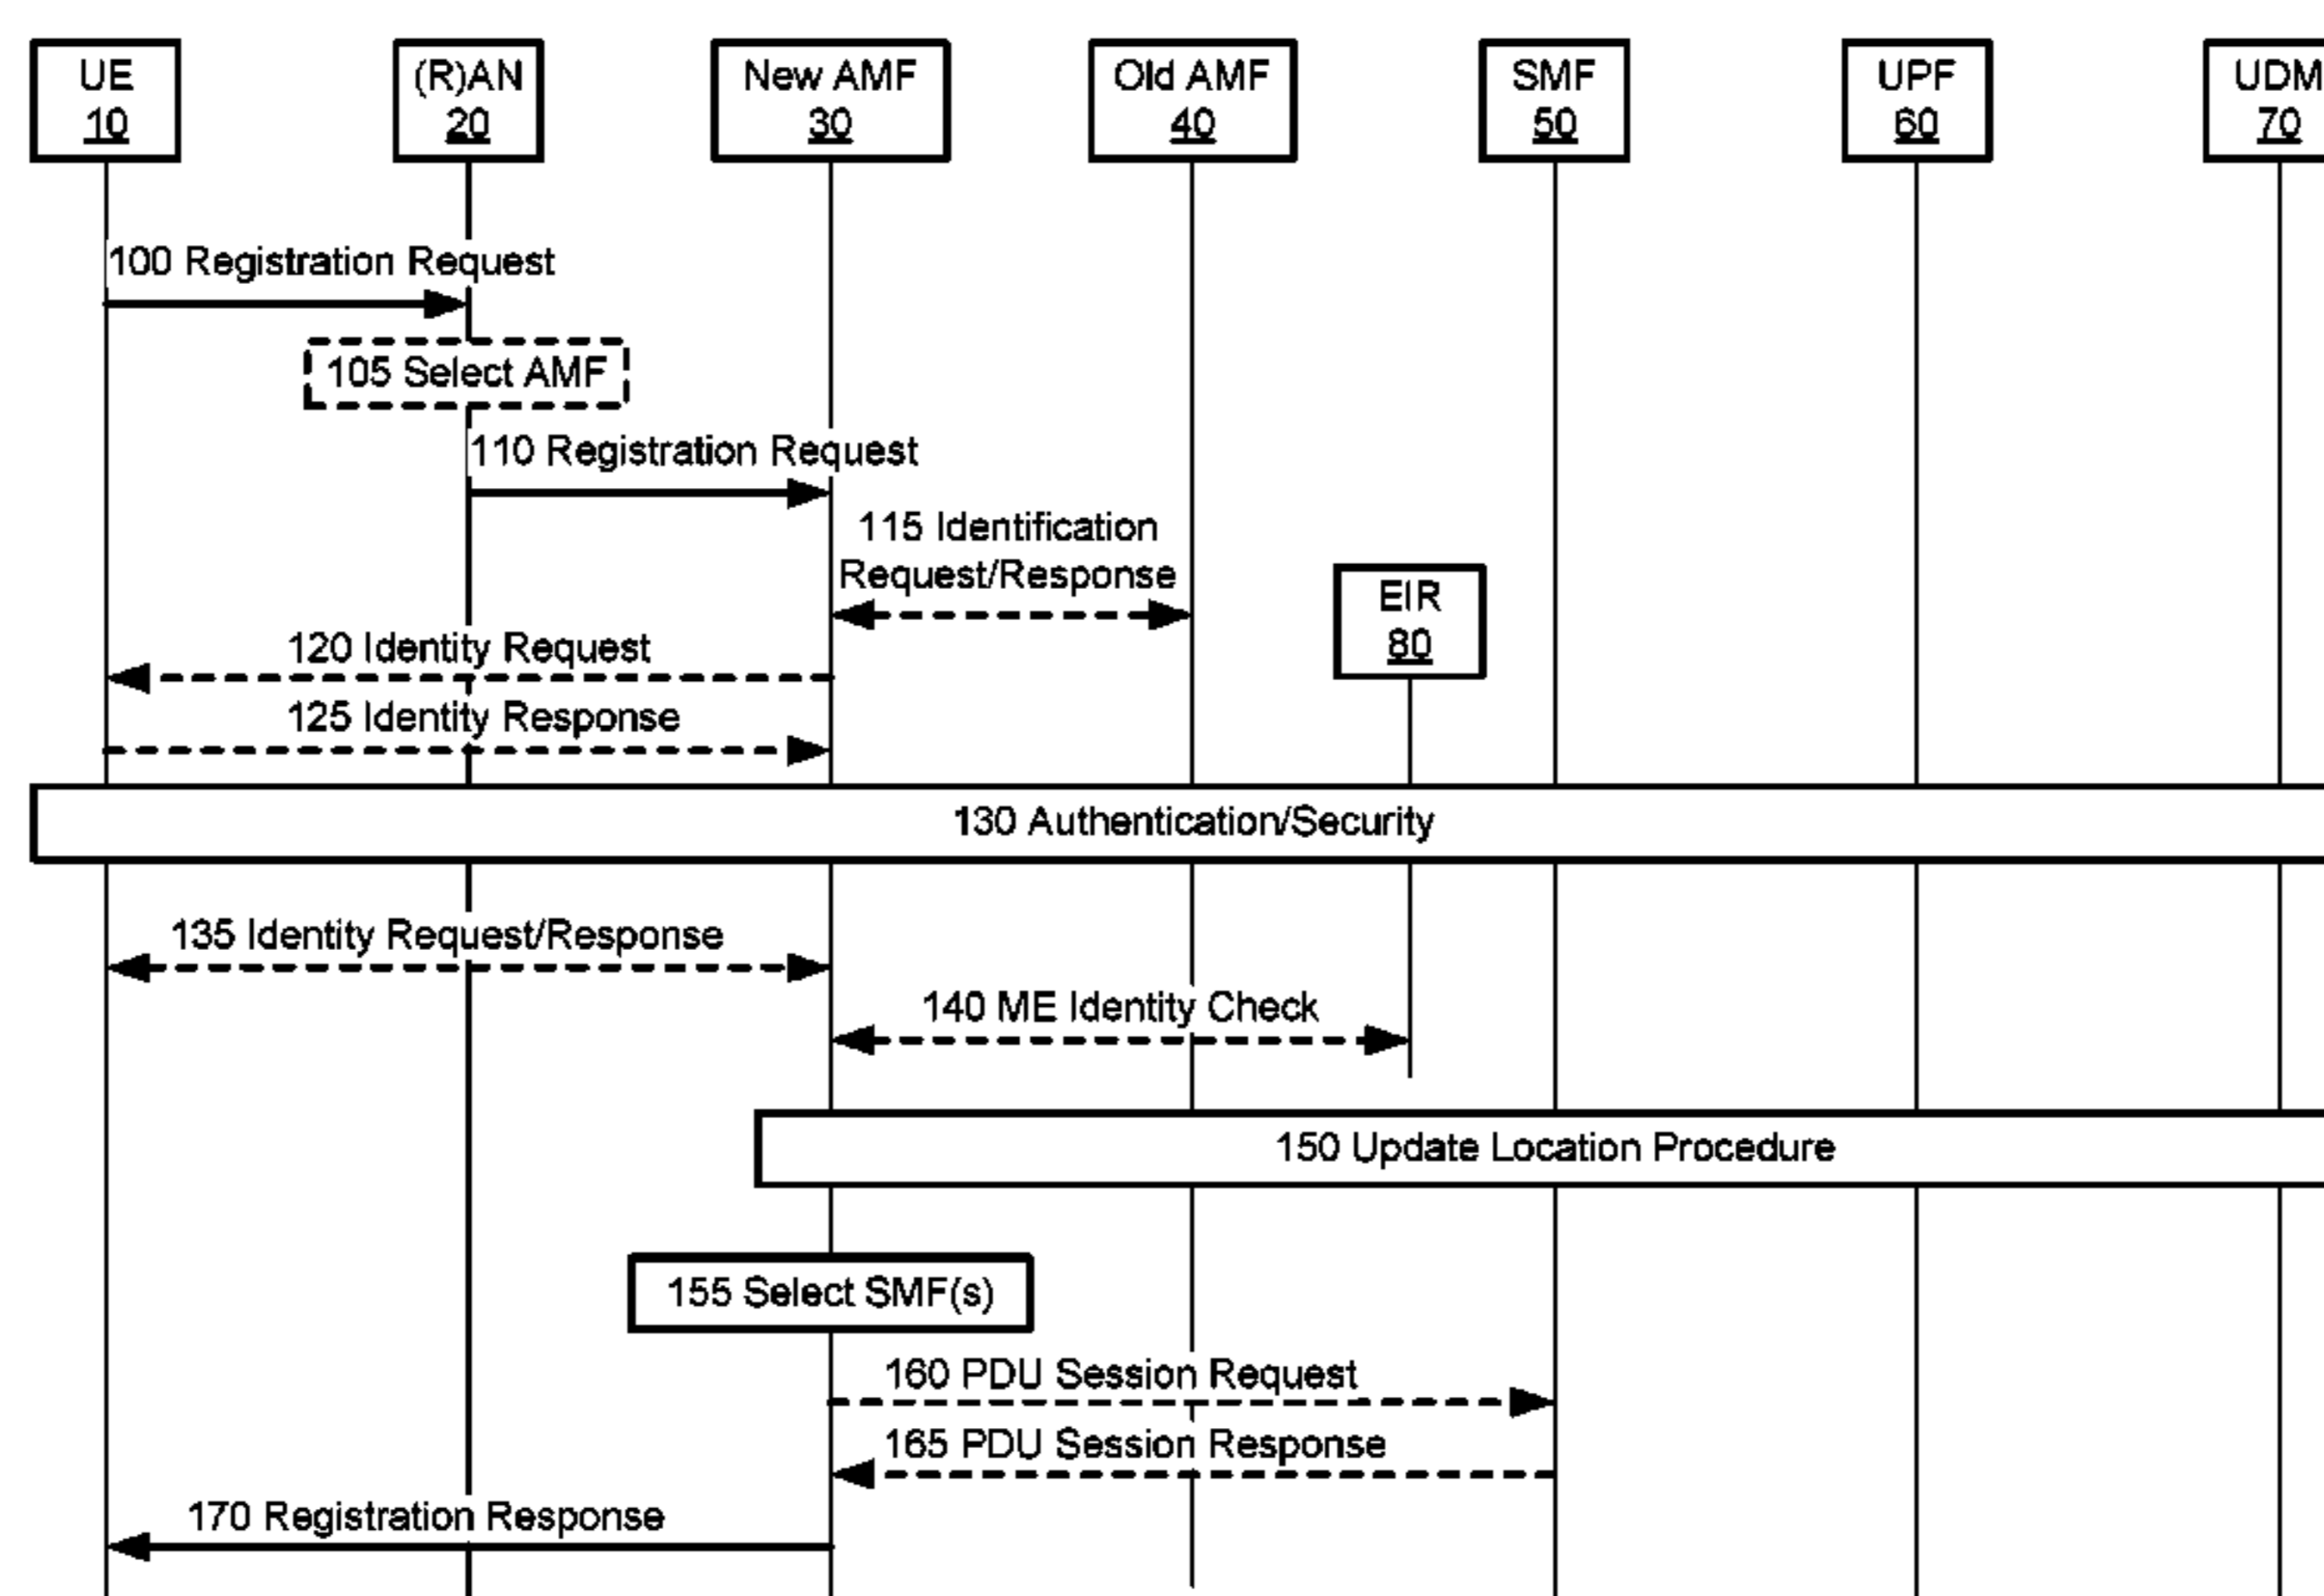 UE
10
(R)AN
20
New AMF
30
Old AMF
40
SMF
50
UPF
60
UDM
70
100 Registration Request
105 Select AMF
110 Registration Request
115 Identification
Request/Response
EIR
80
120 Identity Request
125 Identity Response
130 Authentication/Security
135 Identity Request/Response
140 ME Identity Check
150 Update Location Procedure
155 Select SMF(s)
160 PDU Session Request
165 PDU Session Response
170 Registration Response